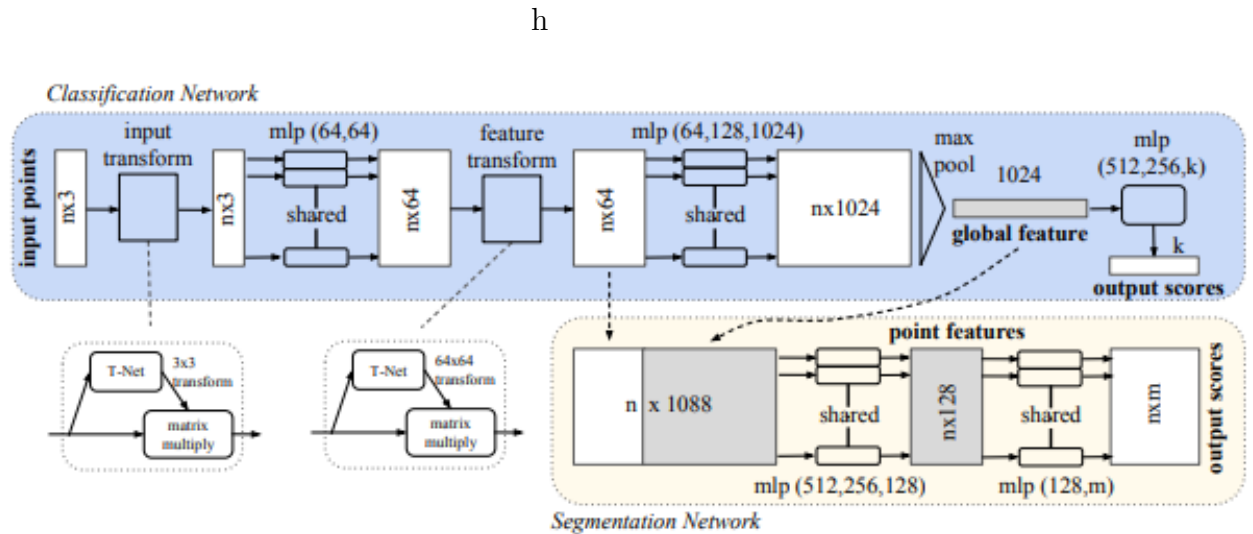 h
Classification Network
input points
nx3
input
transform
nx3
mlp (64,64)
shared
nx64
feature
transform
nx64
mlp (64,128,1024)
shared
nx1024
max
pool
1024
global feature
mlp
(512,256,k)
k
output scores
T-Net
3x3
transform
matrix
multiply
T-Net
64x64
transform
matrix
multiply
point features
n x 1088
shared
mlp (512,256,128)
nx128
shared
mlp (128,m)
nxm
output scores
Segmentation Network